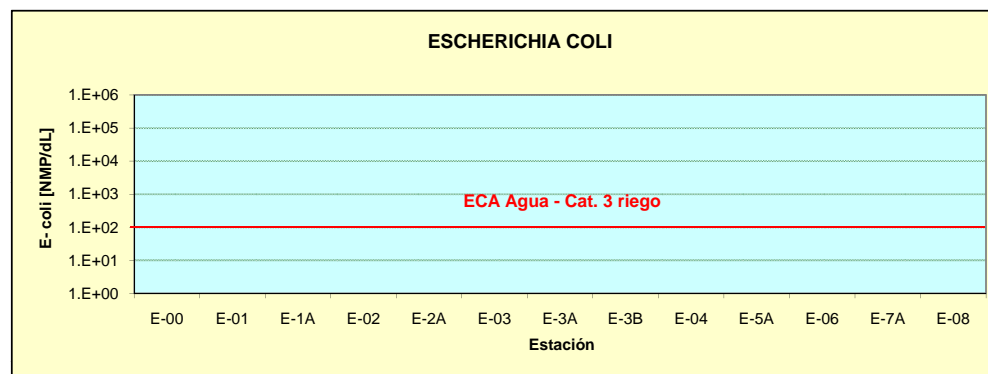 ESCHERICHIA COLI
E- coli [NMP/dL]
1.E+06
1.E+05
1.E+04
1.E+03
1.E+02
1.E+01
1.E+00
ECA Agua - Cat. 3 riego
E-00 E-01 E-1A E-02 E-2A E-03 E-3A E-3B E-04 E-5A E-06 E-7A E-08
Estación